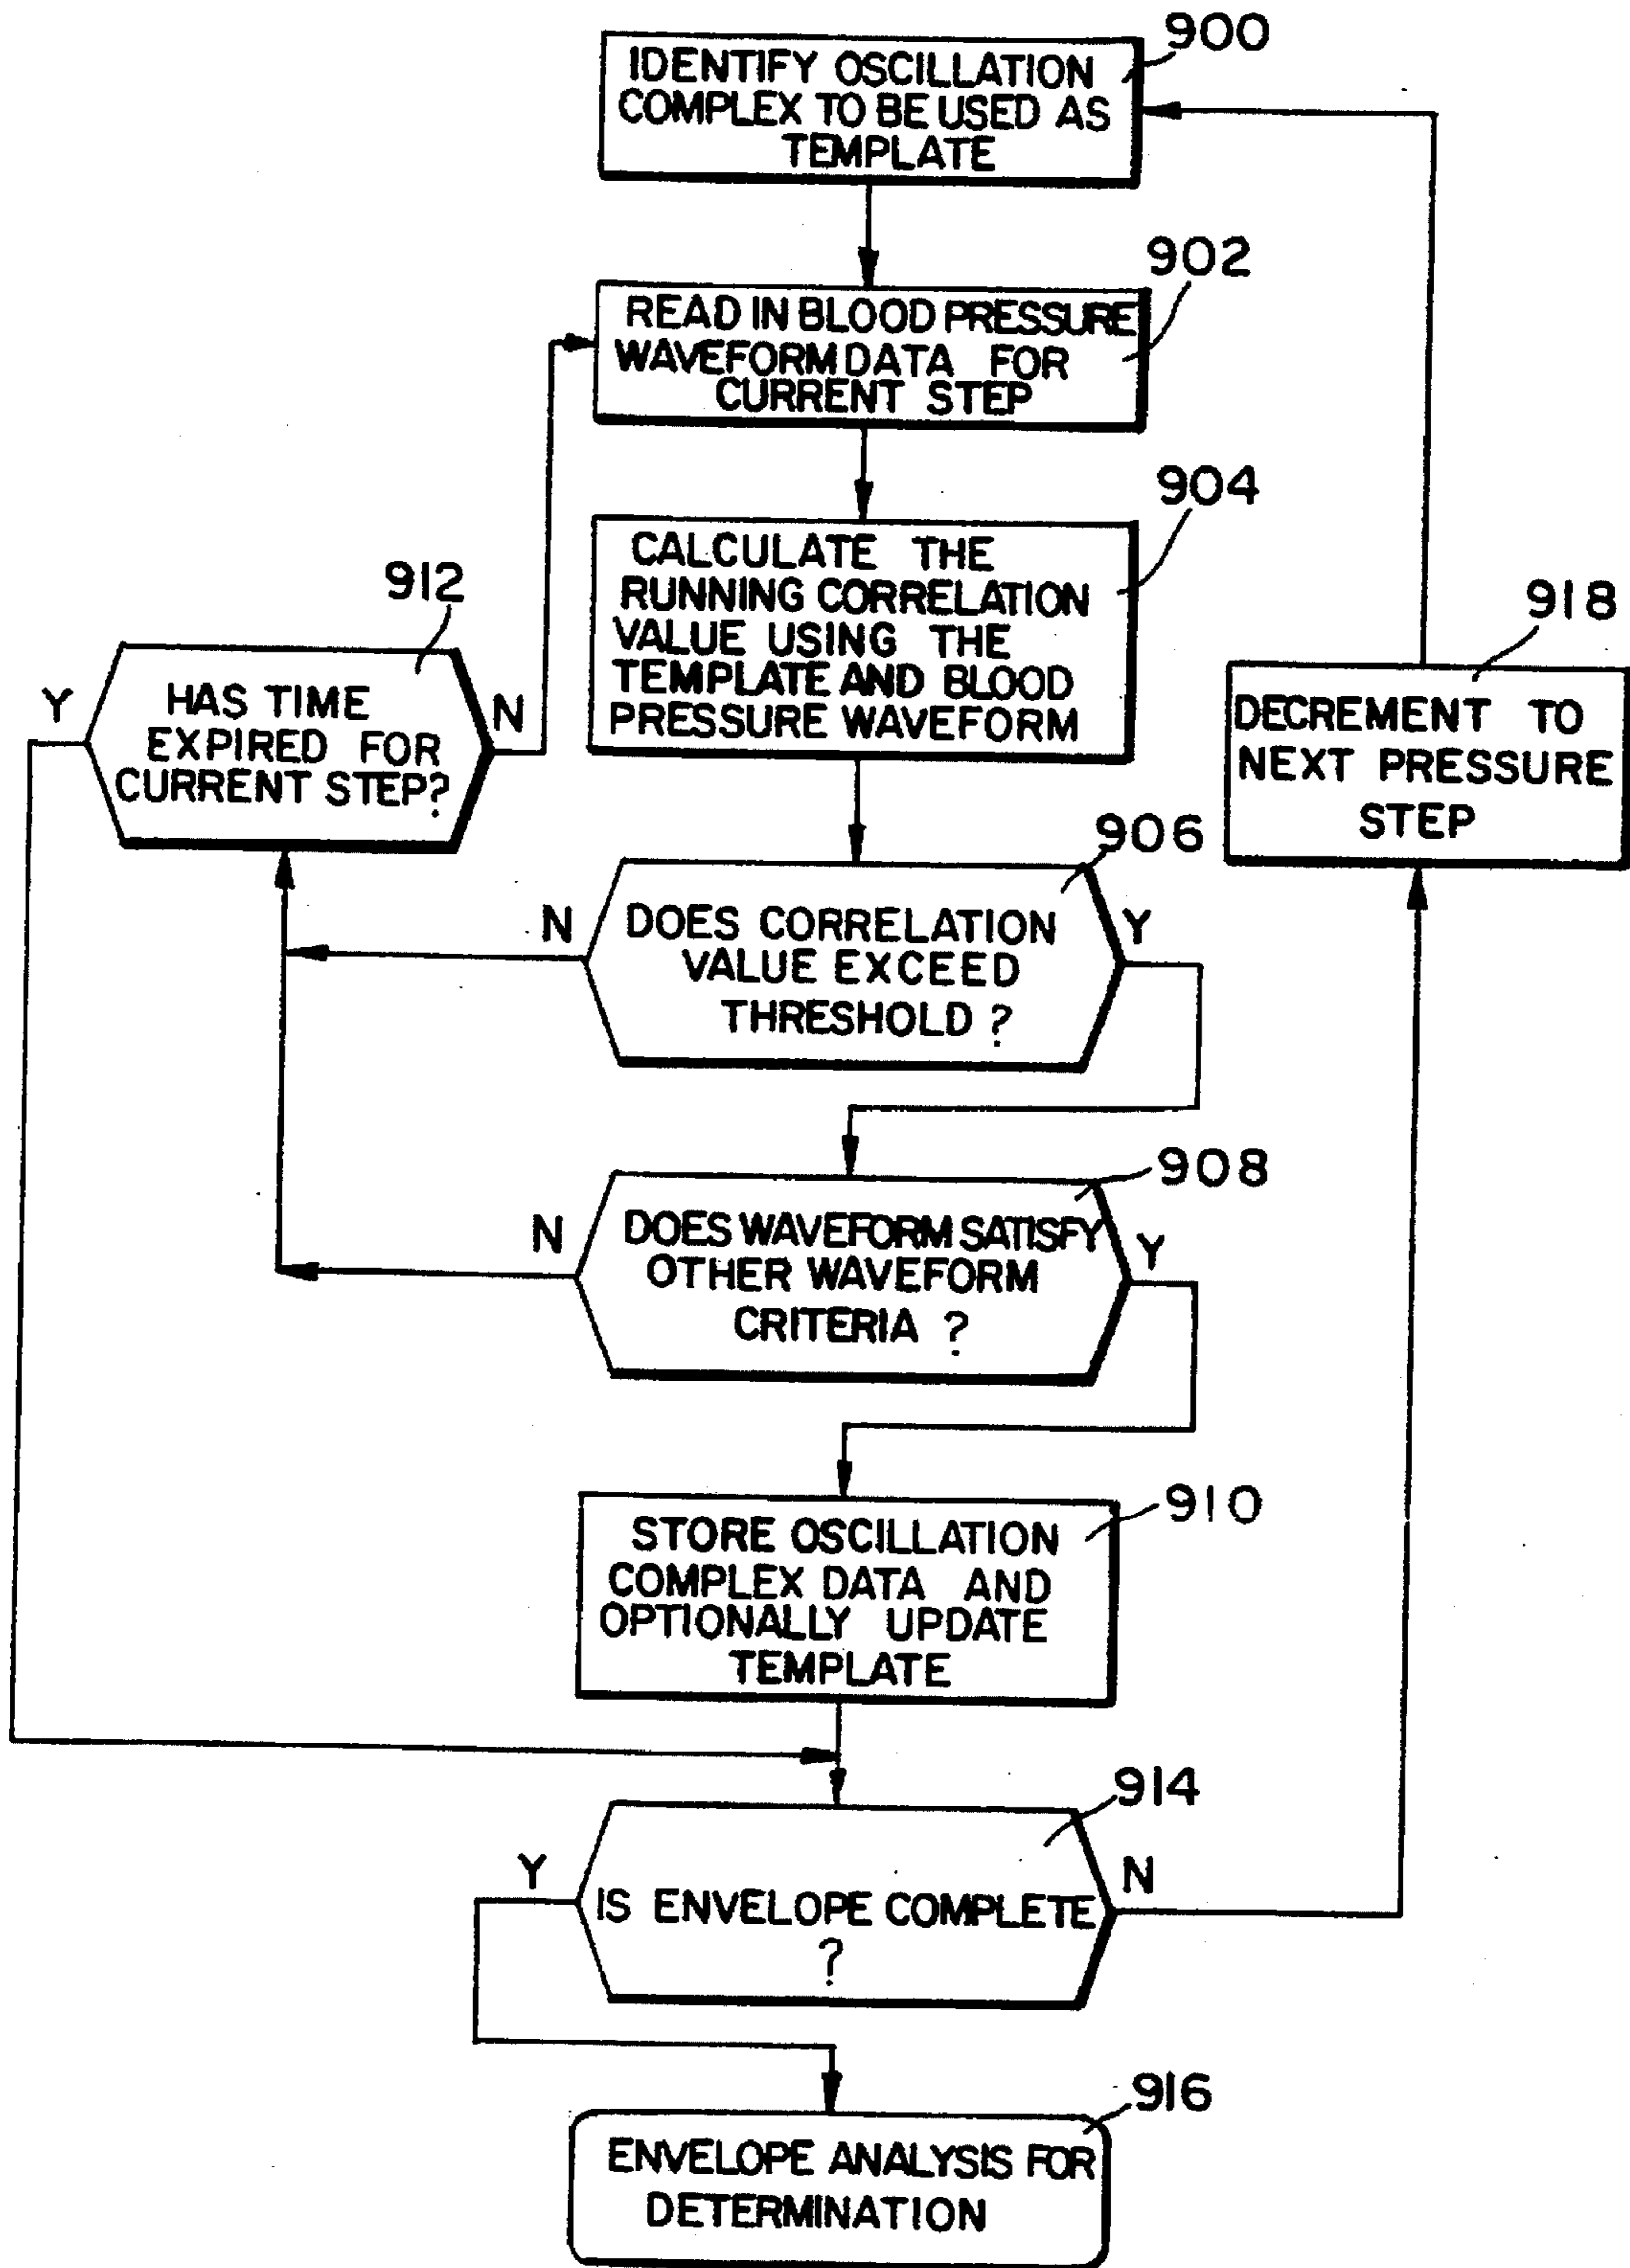 900
IDENTIFY OSCILLATION
COMPLEX TO BE USED AS
TEMPLATE
902
READ IN BLOOD PRESSURE
WAVEFORM DATA FOR
CURRENT STEP
904
CALCULATE THE
RUNNING CORRELATION
VALUE USING THE
TEMPLATE AND BLOOD
PRESSURE WAVEFORM
912
Y
HAS TIME
EXPIRED FOR
CURRENT STEP?
N
918
DECREMENT TO
NEXT PRESSURE
STEP
906
N
DOES CORRELATION
VALUE EXCEED
THRESHOLD ?
Y
908
N
DOES WAVEFORM SATISFY
OTHER WAVEFORM
CRITERIA ?
Y
910
STORE OSCILLATION
COMPLEX DATA AND
OPTIONALLY UPDATE
TEMPLATE
914
Y
IS ENVELOPE COMPLETE
?
N
916
ENVELOPE ANALYSIS FOR
DETERMINATION